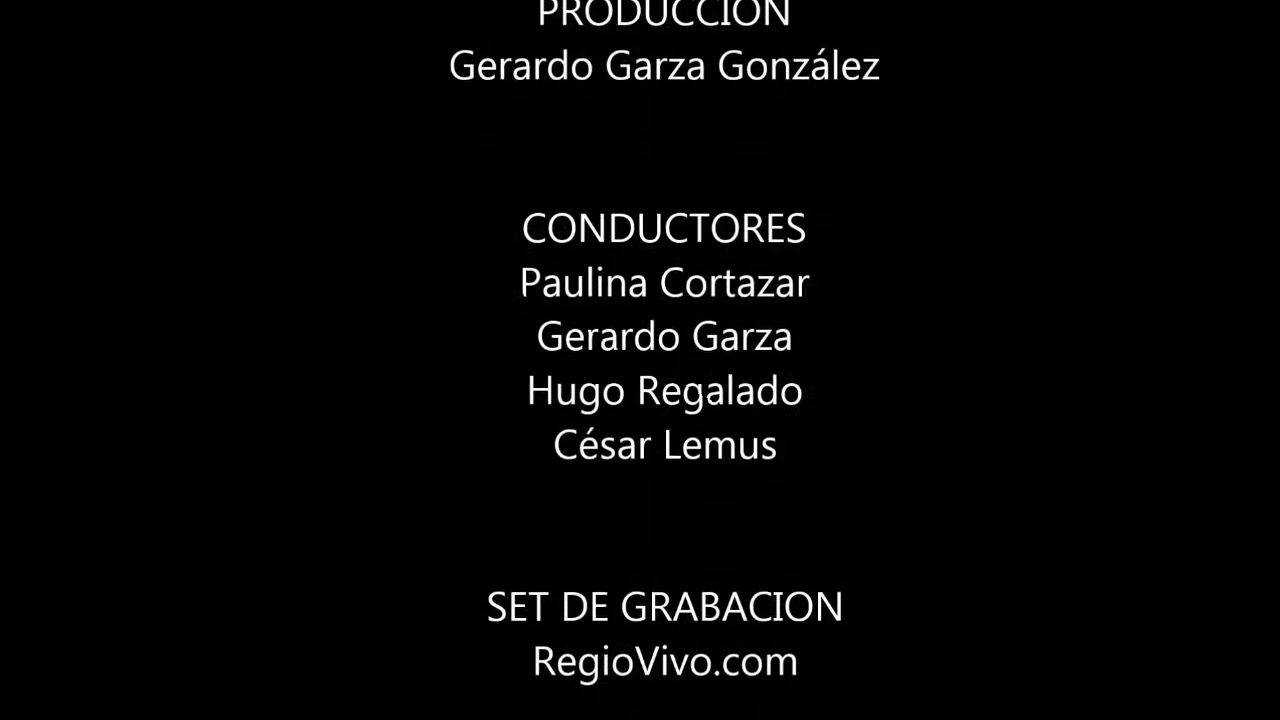 PRODUCCION
Gerardo Garza González
CONDUCTORES
Paulina Cortazar
Gerardo Garza
Hugo Regalado
César Lemus
SET DE GRABACION
RegioVivo.com